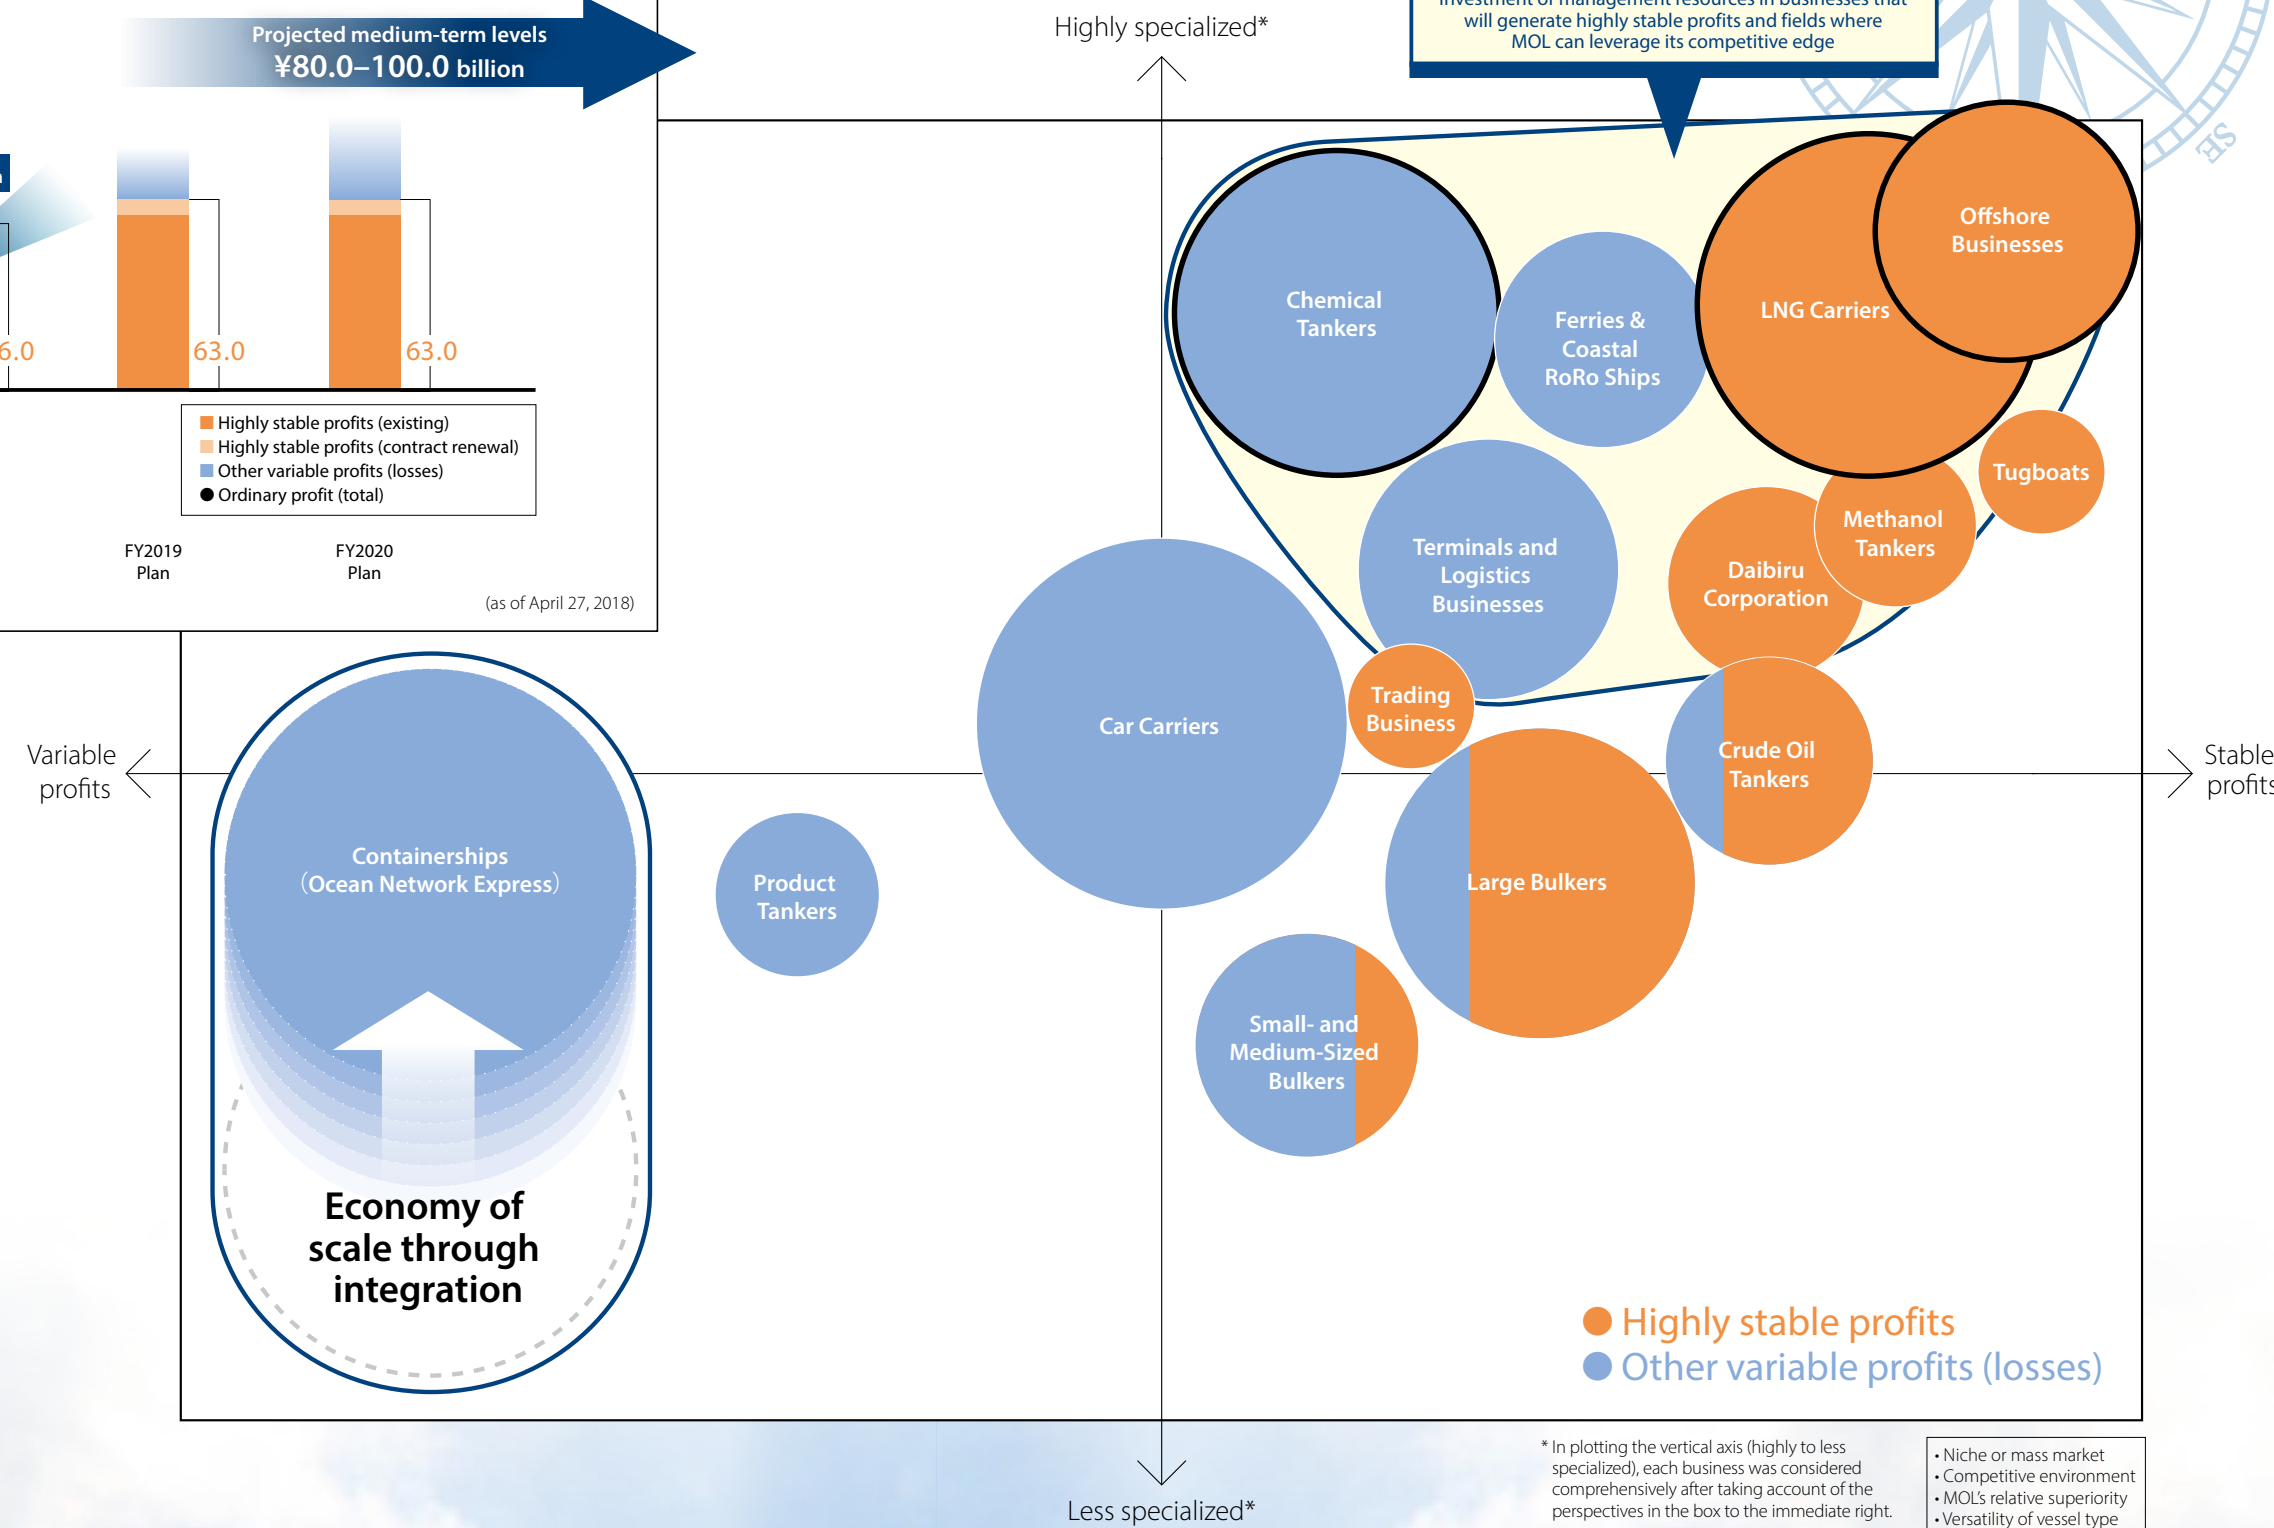 Projected medium-term levels
¥80.0–100.0 billion
6.0
63.0
63.0
Highly stable profits (existing)
Highly stable profits (contract renewal)
Other variable profits (losses)
Ordinary profit (total)
FY2019
Plan
FY2020
Plan
(as of April 27, 2018)
Highly specialized*
investment of management resources in businesses that
will generate highly stable profits and fields where
MOL can leverage its competitive edge
SE
Offshore
Businesses
Chemical
Tankers
LNG Carriers
Ferries &
Coastal
RoRo Ships
Tugboats
Methanol
Tankers
Terminals and
Logistics
Businesses
Daibiru
Corporation
Trading
Business
Car Carriers
Crude Oil
Tankers
Variable
profits
Stable
profits
Containerships
(Ocean Network Express)
Product
Tankers
Large Bulkers
Small- and
Medium-Sized
Bulkers
Economy of
scale through
integration
Highly stable profits
Other variable profits (losses)
Less specialized*
* In plotting the vertical axis (highly to less
specialized), each business was considered
comprehensively after taking account of the
perspectives in the box to the immediate right.
• Niche or mass market
• Competitive environment
• MOL's relative superiority
• Versatility of vessel type